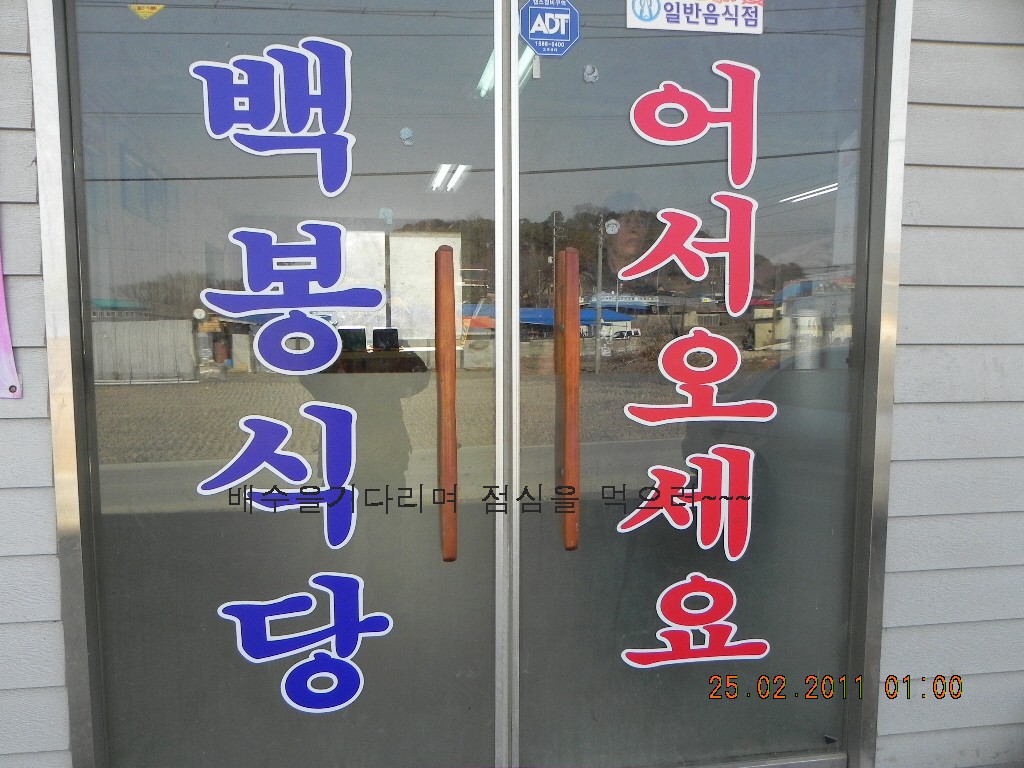 백봉식당
어서오세요
ADT
일반음식점
배수을기다리며 점심을 먹으러~~~
25.02.2011 01:00